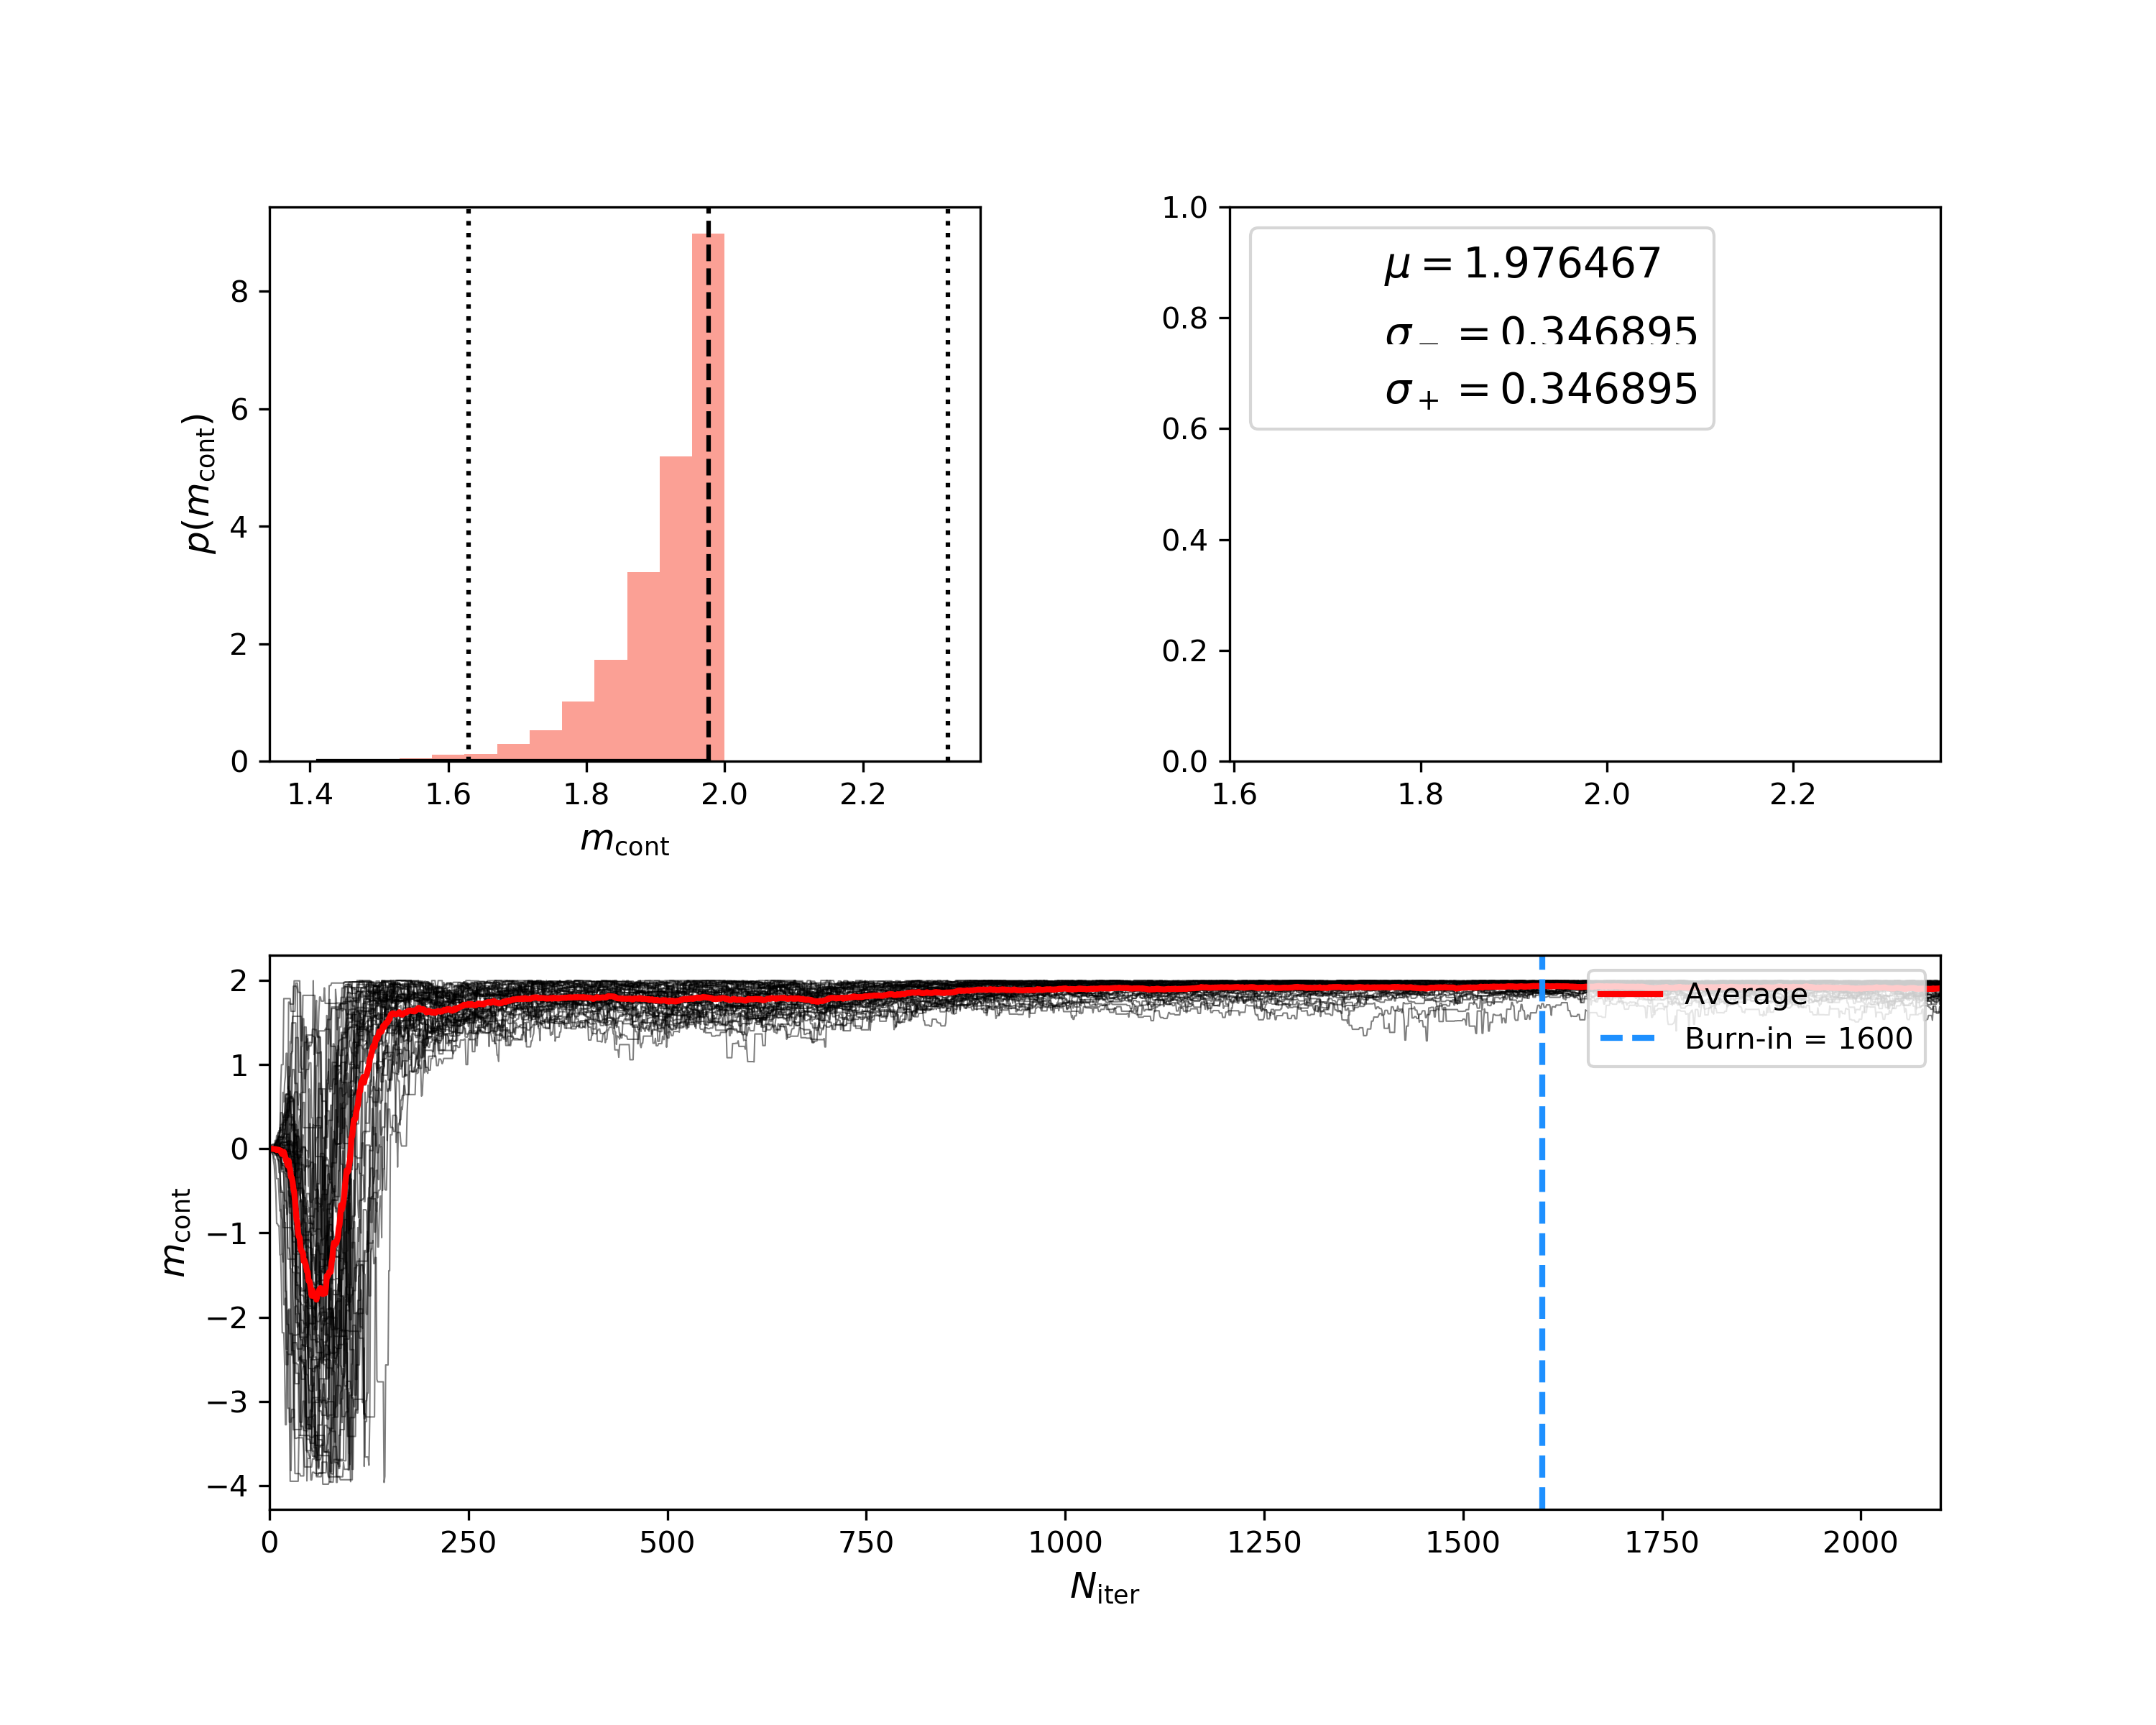 p(m_cont)
8
6
4
2
0
1.4 1.6 1.8 2.0 2.2
m_cont
1.0
0.8
0.6
0.4
0.2
0.0
μ = 1.976467
σ_− = 0.346895
σ_+ = 0.346895
1.6 1.8 2.0 2.2
m_cont
2
1
0
−1
−2
−3
−4
Average
Burn-in = 1600
0 250 500 750 1000 1250 1500 1750 2000
N_iter